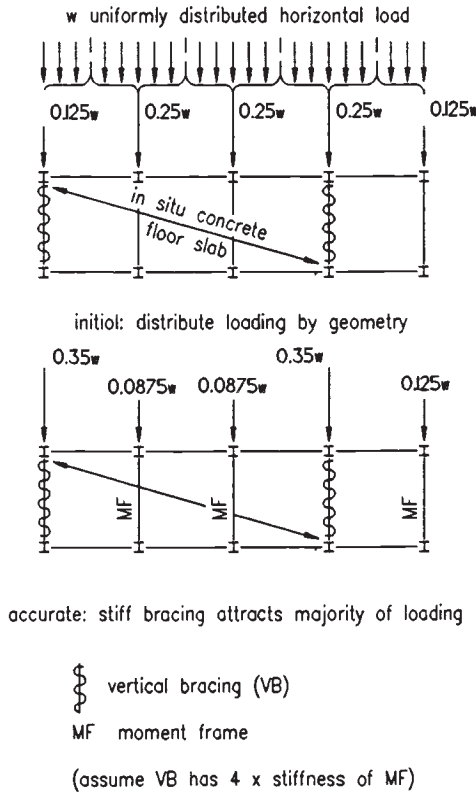 w uniformly distributed horizontal load
0.125w 0.25w 0.25w 0.25w 0.125w
in situ concrete
floor slab
initiol: distribute loading by geometry
0.35w 0.0875w 0.0875w 0.35w 0.125w
MF MF MF
accurate: stiff bracing attracts majority of loading
vertical bracing (VB)
MF moment frame
(assume VB has 4 x stiffness of MF)